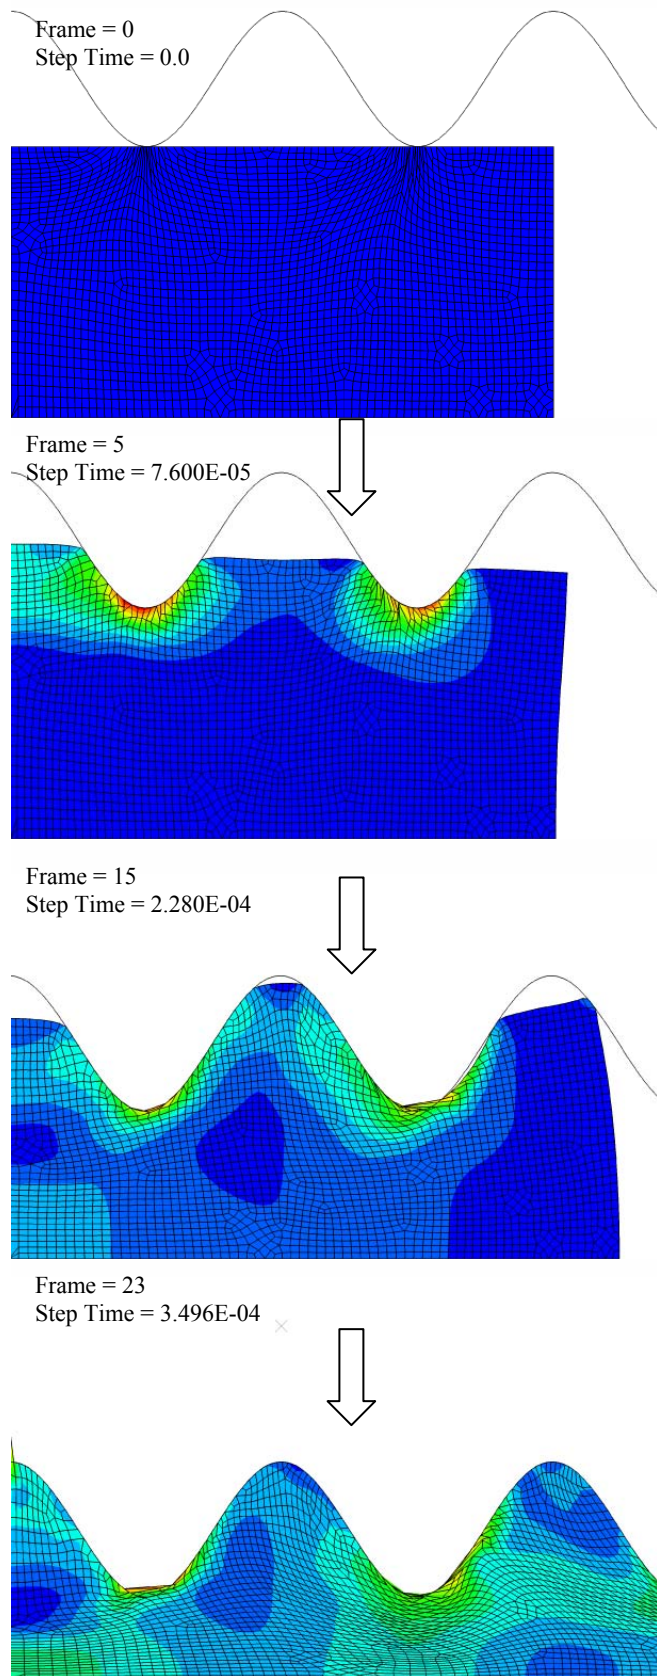 Frame = 0
Step Time = 0.0
Frame = 5
Step Time = 7.600E-05
Frame = 15
Step Time = 2.280E-04
Frame = 23
Step Time = 3.496E-04